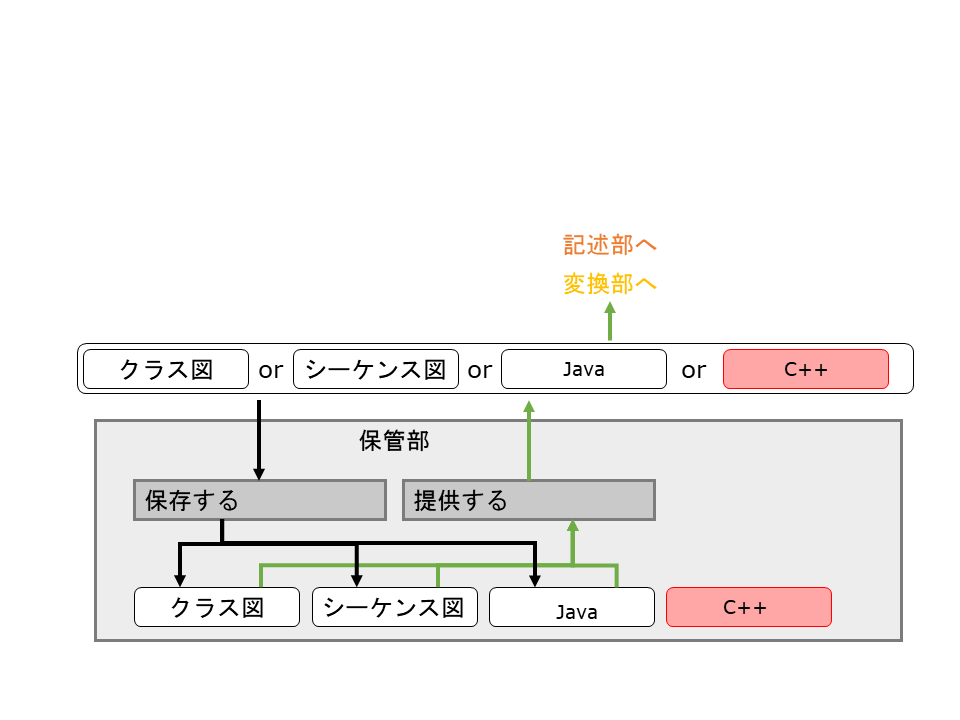 記述部へ
変換部へ
クラス図 or シーケンス図 or Java or C++
保管部
保存する 提供する
クラス図 シーケンス図 Java C++